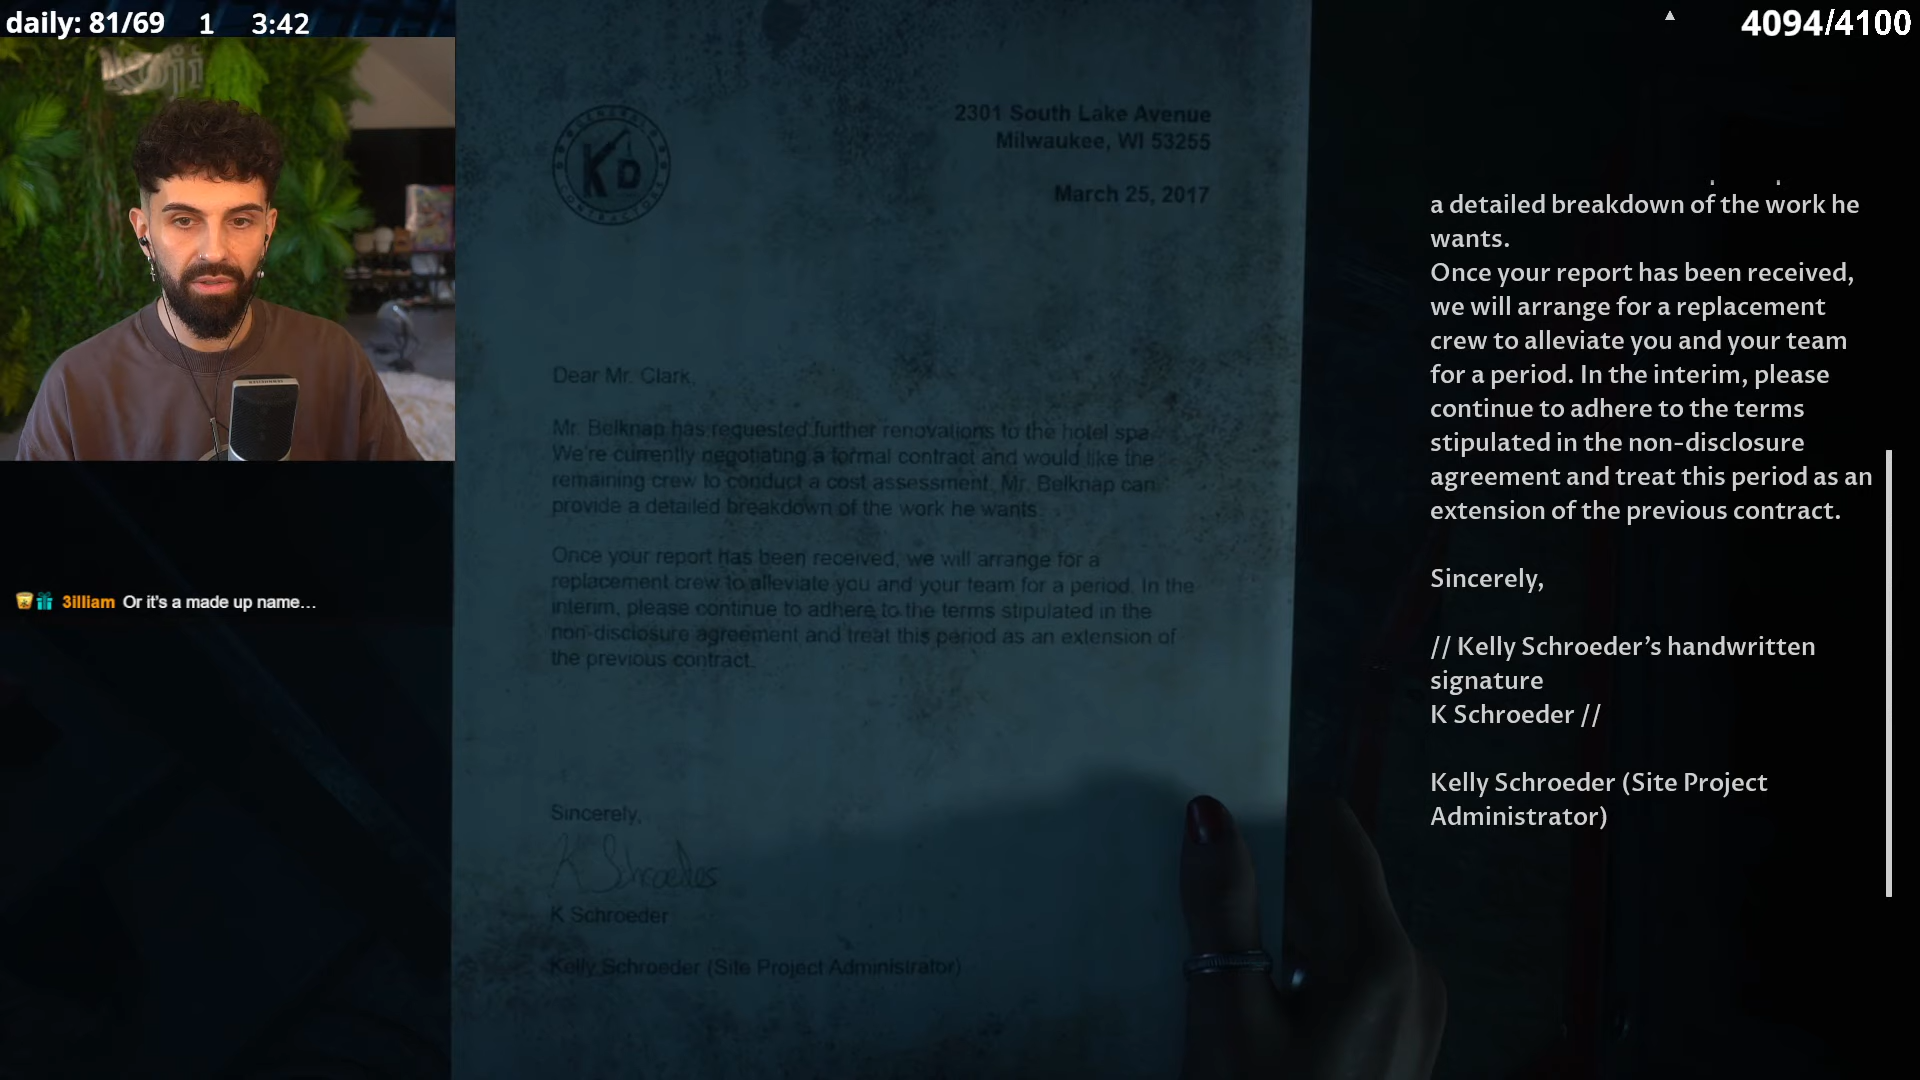 daily: 81/69 1 3:42
4094/4100
Koji
KD
CONTRACTORS
2301 South Lake Avenue
Milwaukee, WI 53255
March 25, 2017
Dear Mr. Clark,
Mr. Belknap has requested further renovations to the hotel spa.
We're currently negotiating a formal contract and would like the
remaining crew to conduct a cost assessment. Mr. Belknap can
provide a detailed breakdown of the work he wants.
Once your report has been received, we will arrange for a
replacement crew to alleviate you and your team for a period. In the
interim, please continue to adhere to the terms stipulated in the
non-disclosure agreement and treat this period as an extension of
the previous contract.
Sincerely,
K Schroeder
K Schroeder
Kelly Schroeder (Site Project Administrator)
3illiam Or it's a made up name...
a detailed breakdown of the work he
wants.
Once your report has been received,
we will arrange for a replacement
crew to alleviate you and your team
for a period. In the interim, please
continue to adhere to the terms
stipulated in the non-disclosure
agreement and treat this period as an
extension of the previous contract.
Sincerely,
// Kelly Schroeder's handwritten
signature
K Schroeder //
Kelly Schroeder (Site Project
Administrator)